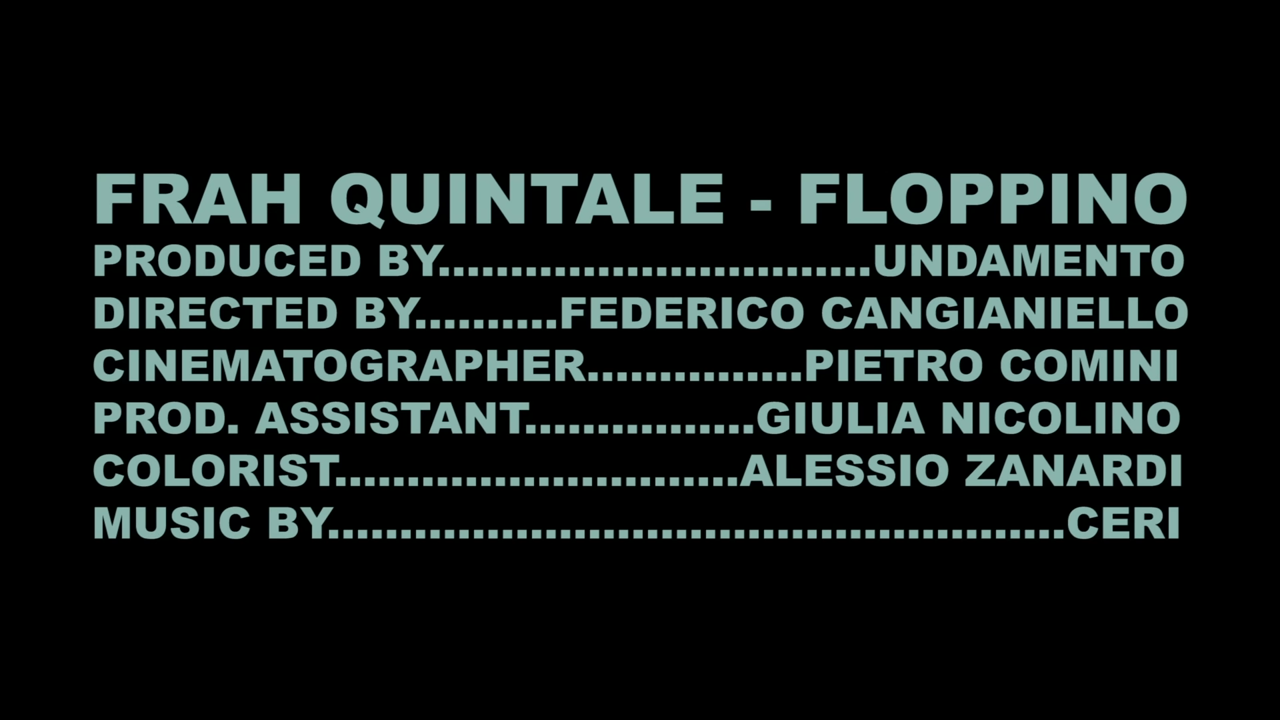 FRAH QUINTALE - FLOPPINO
PRODUCED BY..............................UNDAMENTO
DIRECTED BY..........FEDERICO CANGIANIELLO
CINEMATOGRAPHER...............PIETRO COMINI
PROD. ASSISTANT................GIULIA NICOLINO
COLORIST............................ALESSIO ZANARDI
MUSIC BY...................................................CERI